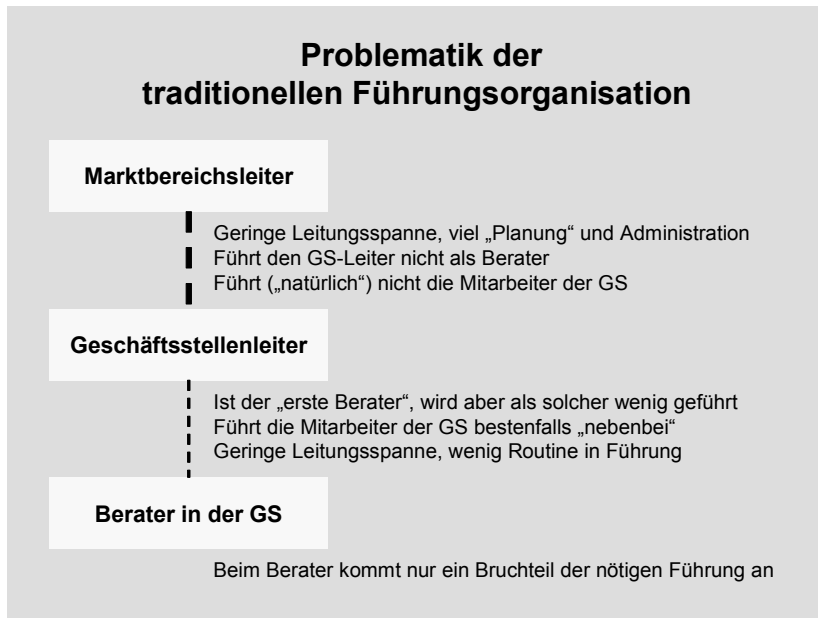 Problematik der
traditionellen Führungsorganisation
Marktbereichsleiter
Geringe Leitungsspanne, viel „Planung“ und Administration
Führt den GS-Leiter nicht als Berater
Führt („natürlich“) nicht die Mitarbeiter der GS
Geschäftsstellenleiter
Ist der „erste Berater“, wird aber als solcher wenig geführt
Führt die Mitarbeiter der GS bestenfalls „nebenbei“
Geringe Leitungsspanne, wenig Routine in Führung
Berater in der GS
Beim Berater kommt nur ein Bruchteil der nötigen Führung an